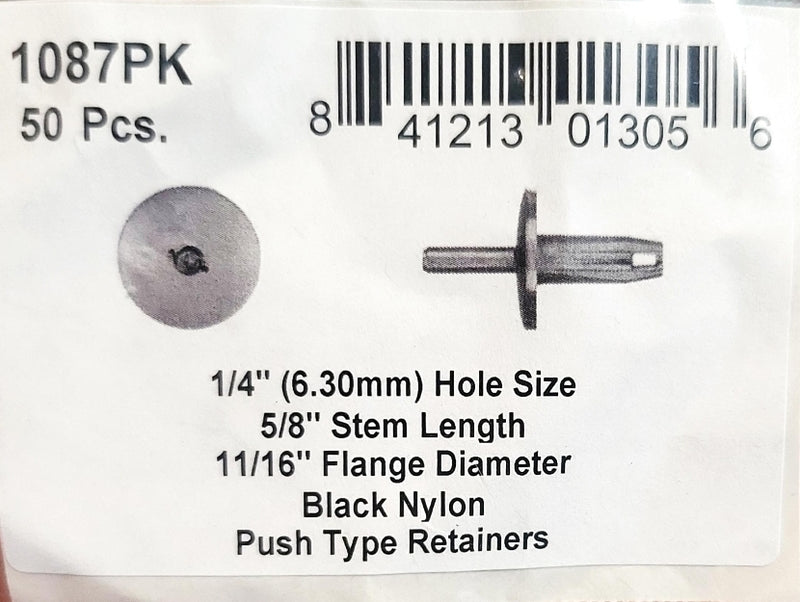 1087PK
50 Pcs.
8 41213 01305 6
1/4" (6.30mm) Hole Size
5/8" Stem Length
11/16" Flange Diameter
Black Nylon
Push Type Retainers